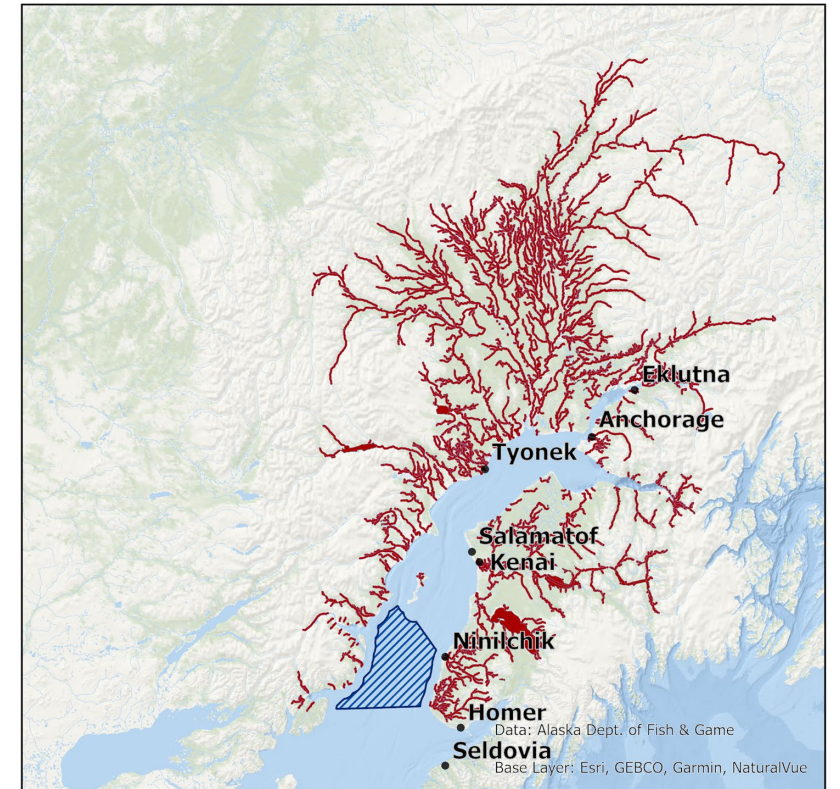 Eklutna
Anchorage
Tyonek
Salamatof
Kenai
Ninilchik
Homer
Data: Alaska Dept. of Fish & Game
Seldovia
Base Layer: Esri, GEBCO, Garmin, NaturalVue